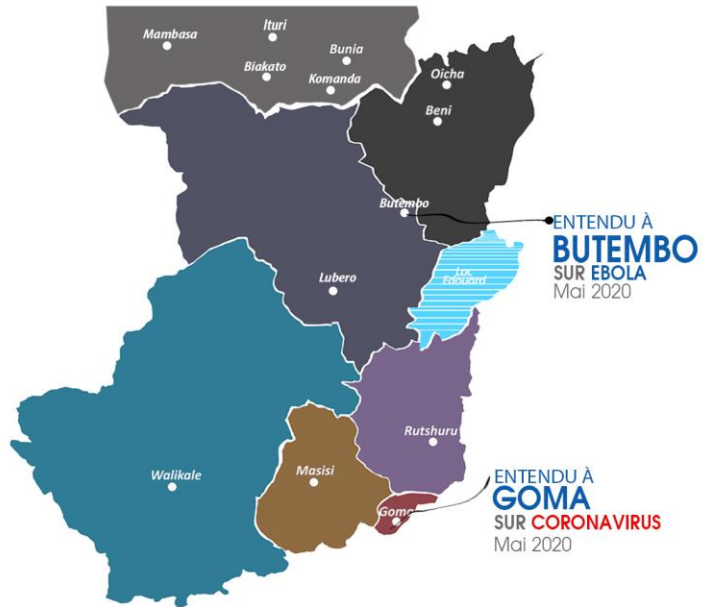 Ituri
Mambasa
Bunia
Biakato
Komanda
Oicha
Beni
Butembo
ENTENDU À
BUTEMBO
SUR EBOLA
Mai 2020
Luc
Edouard
Lubero
Rutshuru
Walikale
Masisi
ENTENDU À
GOMA
SUR CORONAVIRUS
Mai 2020
Goma